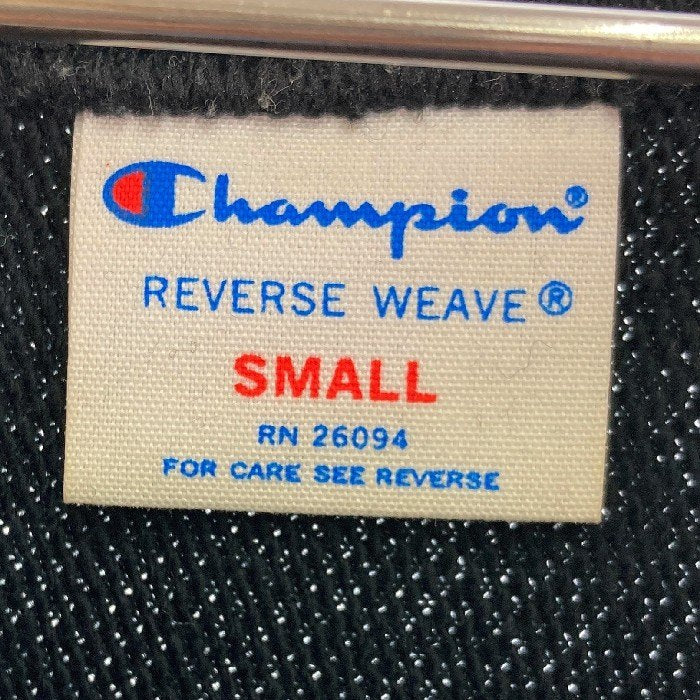 Champion®
REVERSE WEAVE®
SMALL
RN 26094
FOR CARE SEE REVERSE